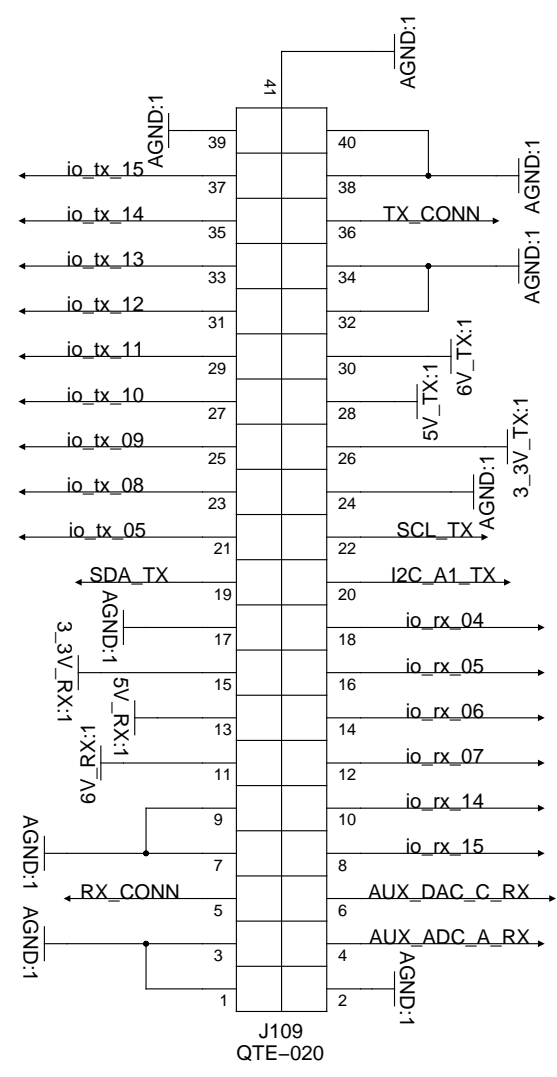 AGND:1
41
AGND:1
39
40
AGND:1
io_tx_15
37
38
io_tx_14
35
36
TX_CONN
io_tx_13
33
34
AGND:1
io_tx_12
31
32
io_tx_11
29
30
6V_TX:1
io_tx_10
27
28
5V_TX:1
io_tx_09
25
26
3_3V_TX:1
io_tx_08
23
24
AGND:1
io_tx_05
21
22
SCL_TX
SDA_TX
19
20
I2C_A1_TX
AGND:1
17
18
io_rx_04
3_3V_RX:1
15
16
io_rx_05
5V_RX:1
13
14
io_rx_06
6V_RX:1
11
12
io_rx_07
9
10
io_rx_14
AGND:1
7
8
io_rx_15
RX_CONN
5
6
AUX_DAC_C_RX
AGND:1
3
4
AUX_ADC_A_RX
1
2
AGND:1
J109
QTE−020